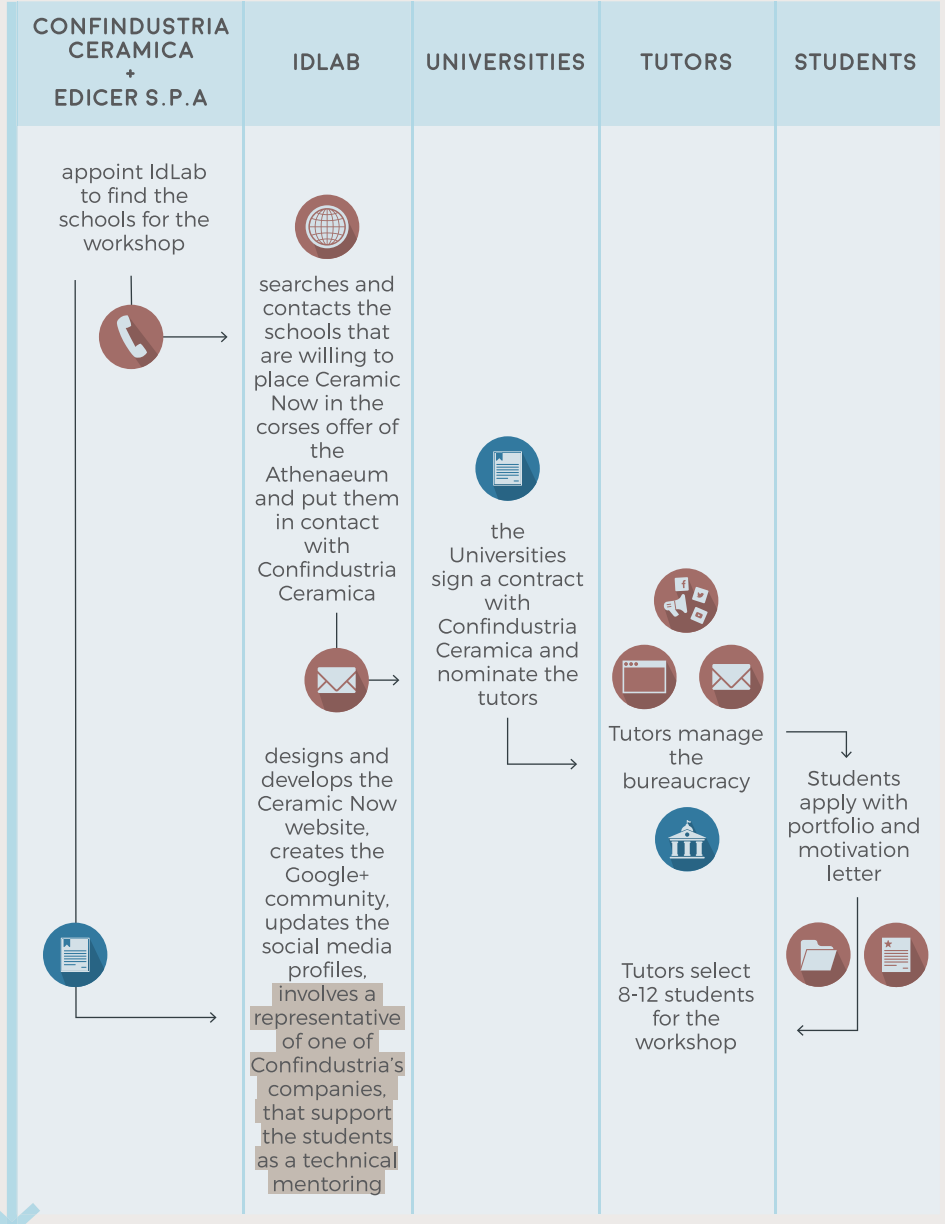 CONFINDUSTRIA
CERAMICA
+
EDICER S.P.A
IDLAB
UNIVERSITIES
TUTORS
STUDENTS
appoint IdLab
to find the
schools for the
workshop
searches and
contacts the
schools that
are willing to
place Ceramic
Now in the
corses offer of
the
Athenaeum
and put them
in contact
with
Confindustria
Ceramica
designs and
develops the
Ceramic Now
website,
creates the
Google+
community,
updates the
social media
profiles,
involves a
representative
of one of
Confindustria's
companies,
that support
the students
as a technical
mentoring
the
Universities
sign a contract
with
Confindustria
Ceramica and
nominate the
tutors
Tutors manage
the
bureaucracy
Tutors select
8-12 students
for the
workshop
Students
apply with
portfolio and
motivation
letter